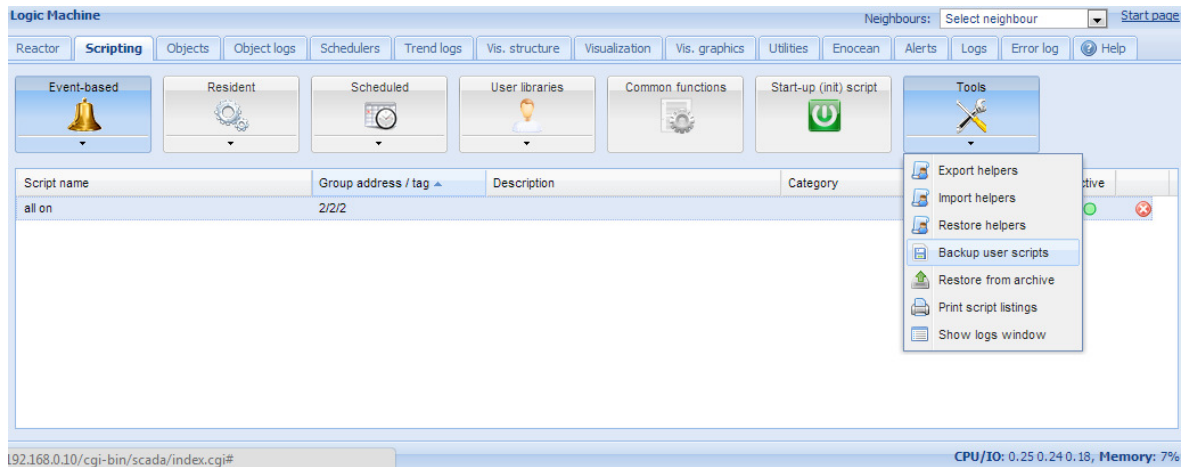 Logic Machine
Neighbours: Select neighbour Start page
Reactor Scripting Objects Object logs Schedulers Trend logs Vis. structure Visualization Vis. graphics Utilities Enocean Alerts Logs Error log Help
Event-based Resident Scheduled User libraries Common functions Start-up (init) script Tools
Script name Group address / tag Description Category ctive
all on 2/2/2
Export helpers
Import helpers
Restore helpers
Backup user scripts
Restore from archive
Print script listings
Show logs window
192.168.0.10/cgi-bin/scada/index.cgi# CPU/IO: 0.25 0.24 0.18, Memory: 7%